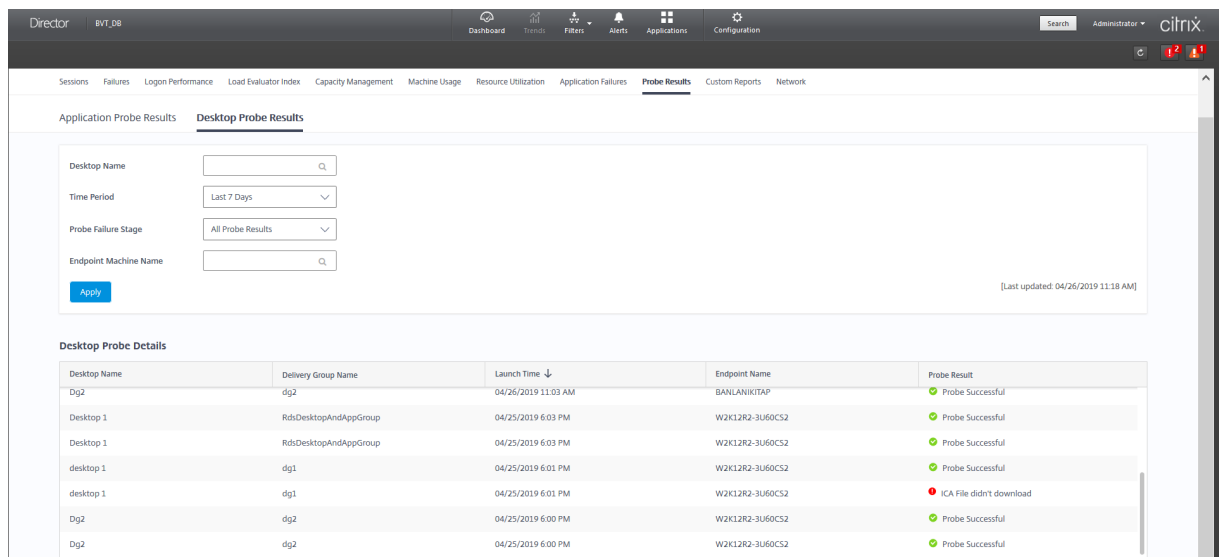 Director BVT_DB Dashboard Trends Filters Alerts Applications Configuration Search Administrator citrix
2 1
Sessions Failures Logon Performance Load Evaluator Index Capacity Management Machine Usage Resource Utilization Application Failures Probe Results Custom Reports Network
Application Probe Results Desktop Probe Results
Desktop Name
Time Period Last 7 Days
Probe Failure Stage All Probe Results
Endpoint Machine Name
Apply [Last updated: 04/26/2019 11:18 AM]
Desktop Probe Details
Desktop Name Delivery Group Name Launch Time ↓ Endpoint Name Probe Result
Dg2 dg2 04/26/2019 11:03 AM BANLANIKITAP Probe Successful
Desktop 1 RdsDesktopAndAppGroup 04/25/2019 6:03 PM W2K12R2-3U60CS2 Probe Successful
Desktop 1 RdsDesktopAndAppGroup 04/25/2019 6:03 PM W2K12R2-3U60CS2 Probe Successful
desktop 1 dg1 04/25/2019 6:01 PM W2K12R2-3U60CS2 Probe Successful
desktop 1 dg1 04/25/2019 6:01 PM W2K12R2-3U60CS2 ICA File didn't download
Dg2 dg2 04/25/2019 6:00 PM W2K12R2-3U60CS2 Probe Successful
Dg2 dg2 04/25/2019 6:00 PM W2K12R2-3U60CS2 Probe Successful